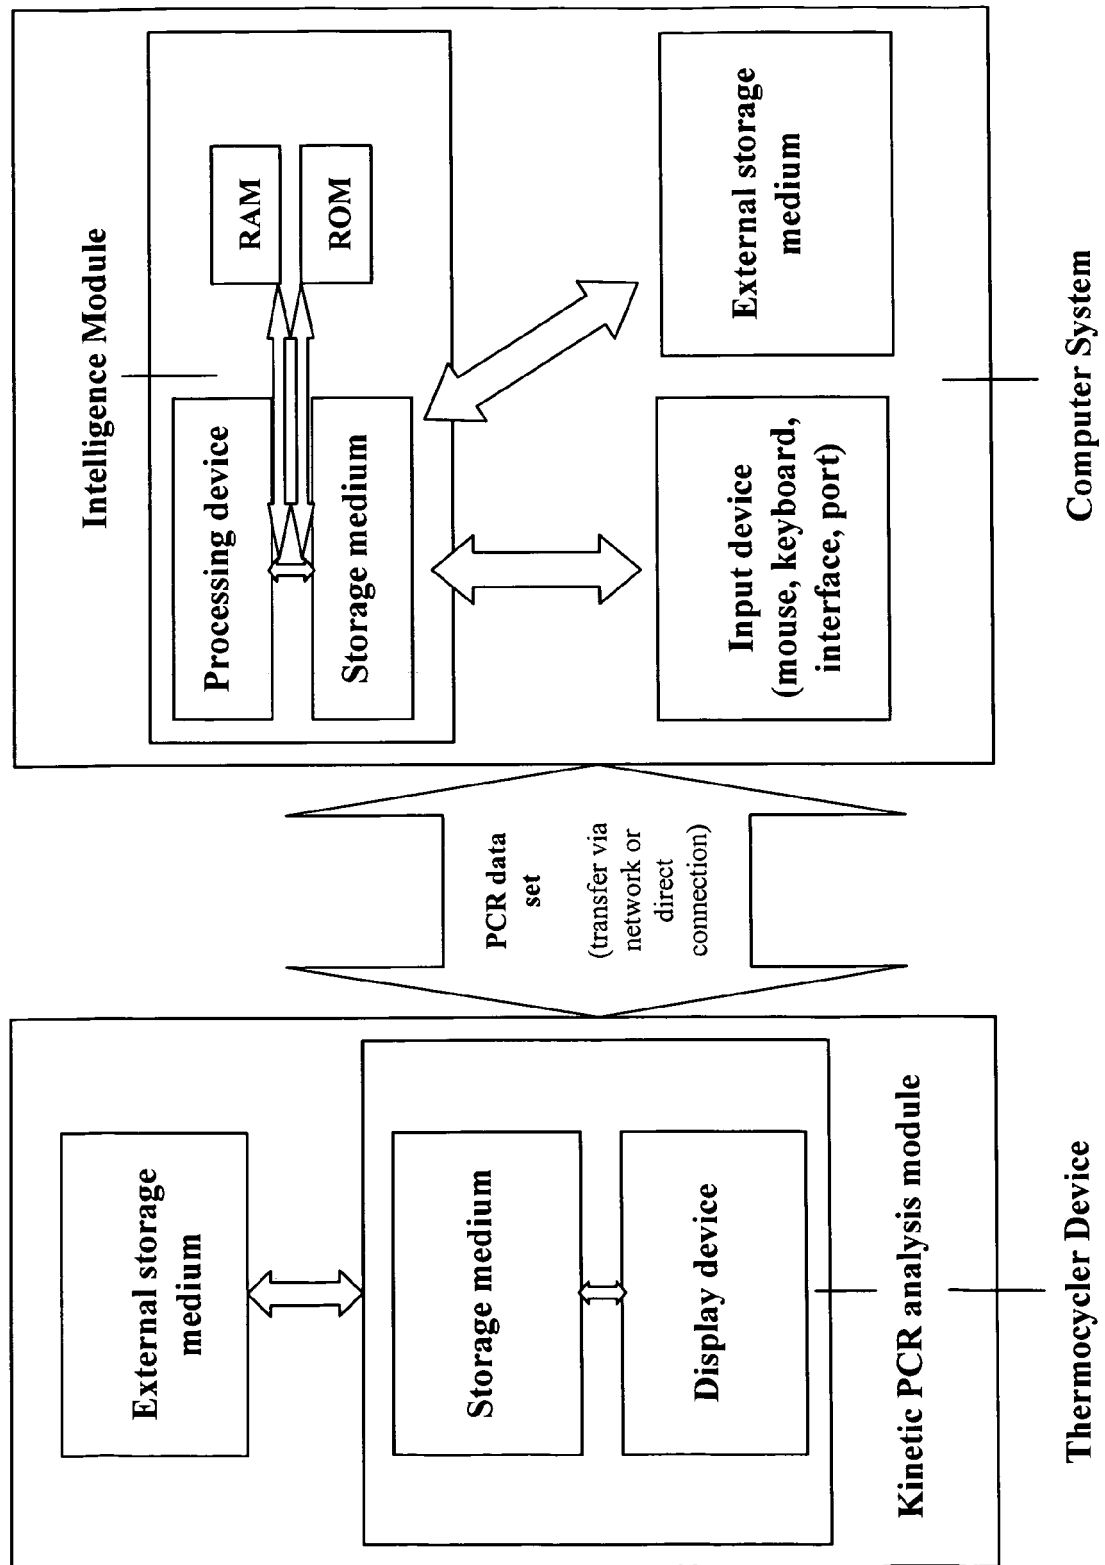 External storage
medium
Storage medium
Display device
Kinetic PCR analysis module
Thermocycler Device
PCR data
set
(transfer via
network or
direct
connection)
Intelligence Module
Processing device
Storage medium
RAM
ROM
Input device
(mouse, keyboard,
interface, port)
External storage
medium
Computer System